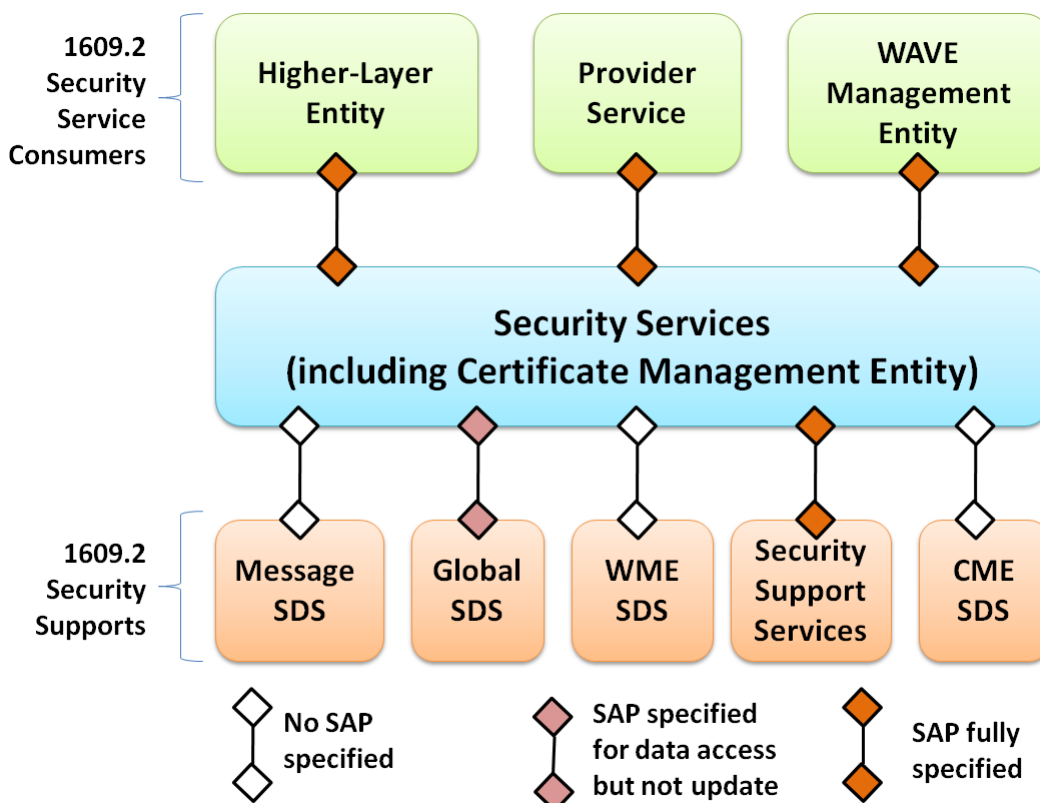 1609.2
Security
Service
Consumers
Higher-Layer
Entity
Provider
Service
WAVE
Management
Entity
Security Services
(including Certificate Management Entity)
1609.2
Security
Supports
Message
SDS
Global
SDS
WME
SDS
Security
Support
Services
CME
SDS
No SAP
specified
SAP specified
for data access
but not update
SAP fully
specified